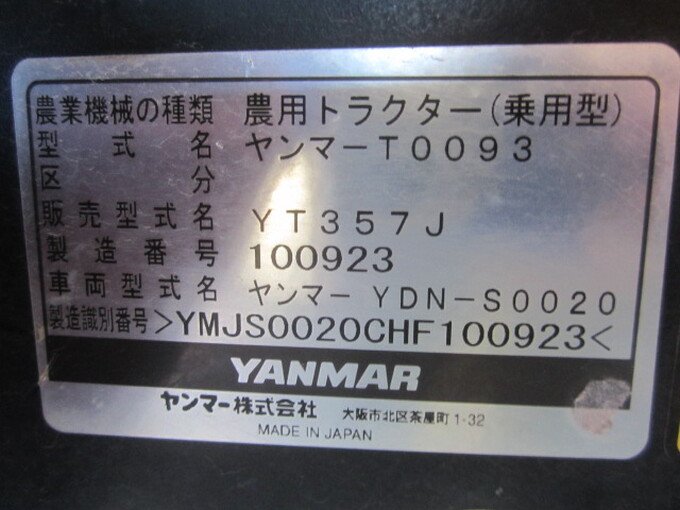 農業機械の種類 農用トラクター(乗用型)
型式名 ヤンマーT0093
区分
販売型式名 YT357J
製造番号 100923
車両型式名 ヤンマー YDN-S0020
製造識別番号 >YMJS0020CHF100923<
YANMAR
ヤンマー株式会社 大阪市北区茶屋町1-32
MADE IN JAPAN